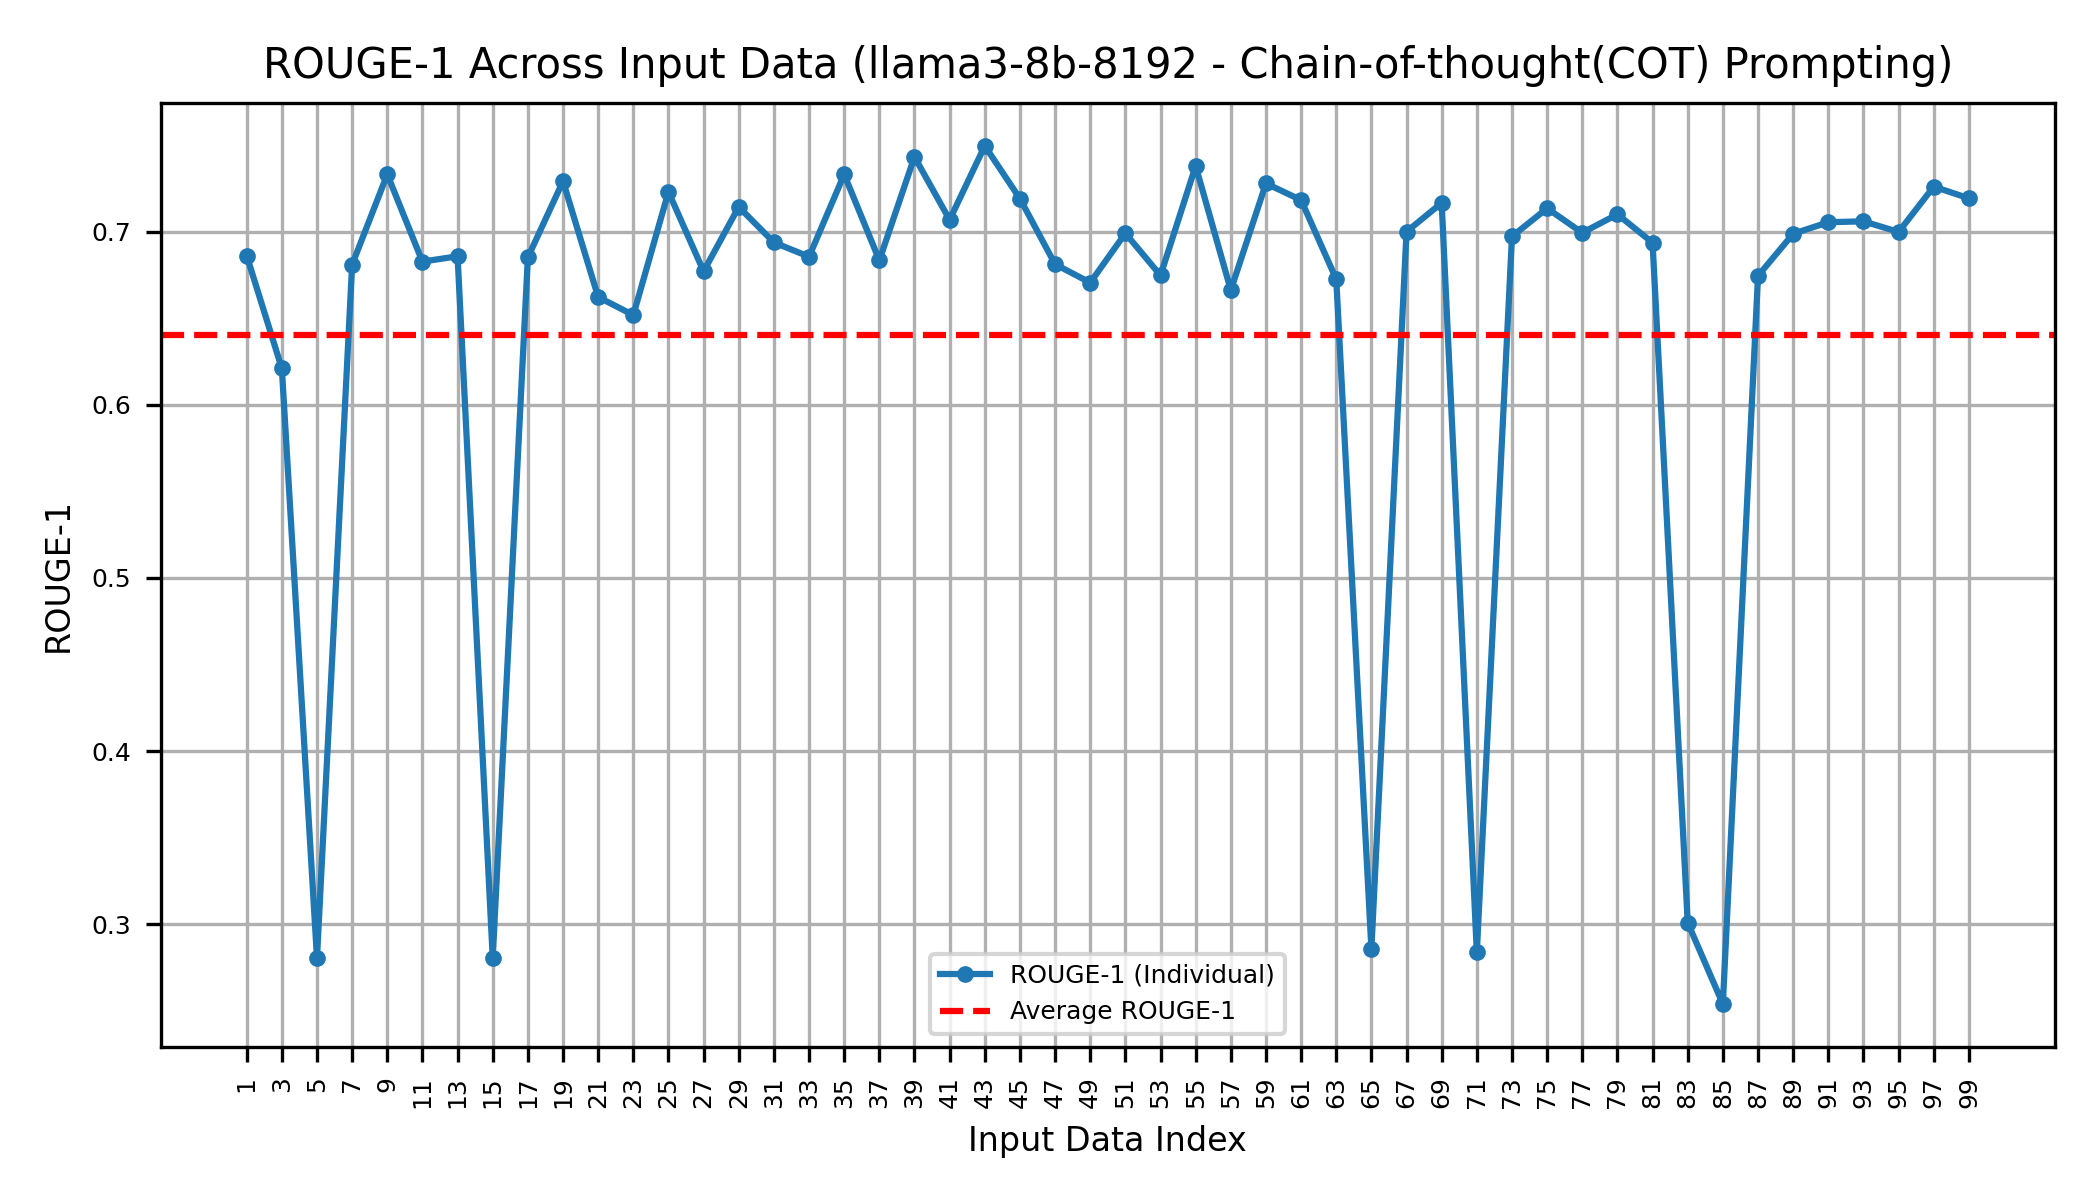 ROUGE-1 Across Input Data (llama3-8b-8192 - Chain-of-thought(COT) Prompting)
ROUGE-1
0.7
0.6
0.5
0.4
0.3
ROUGE-1 (Individual)
Average ROUGE-1
1 3 5 7 9 11 13 15 17 19 21 23 25 27 29 31 33 35 37 39 41 43 45 47 49 51 53 55 57 59 61 63 65 67 69 71 73 75 77 79 81 83 85 87 89 91 93 95 97 99
Input Data Index